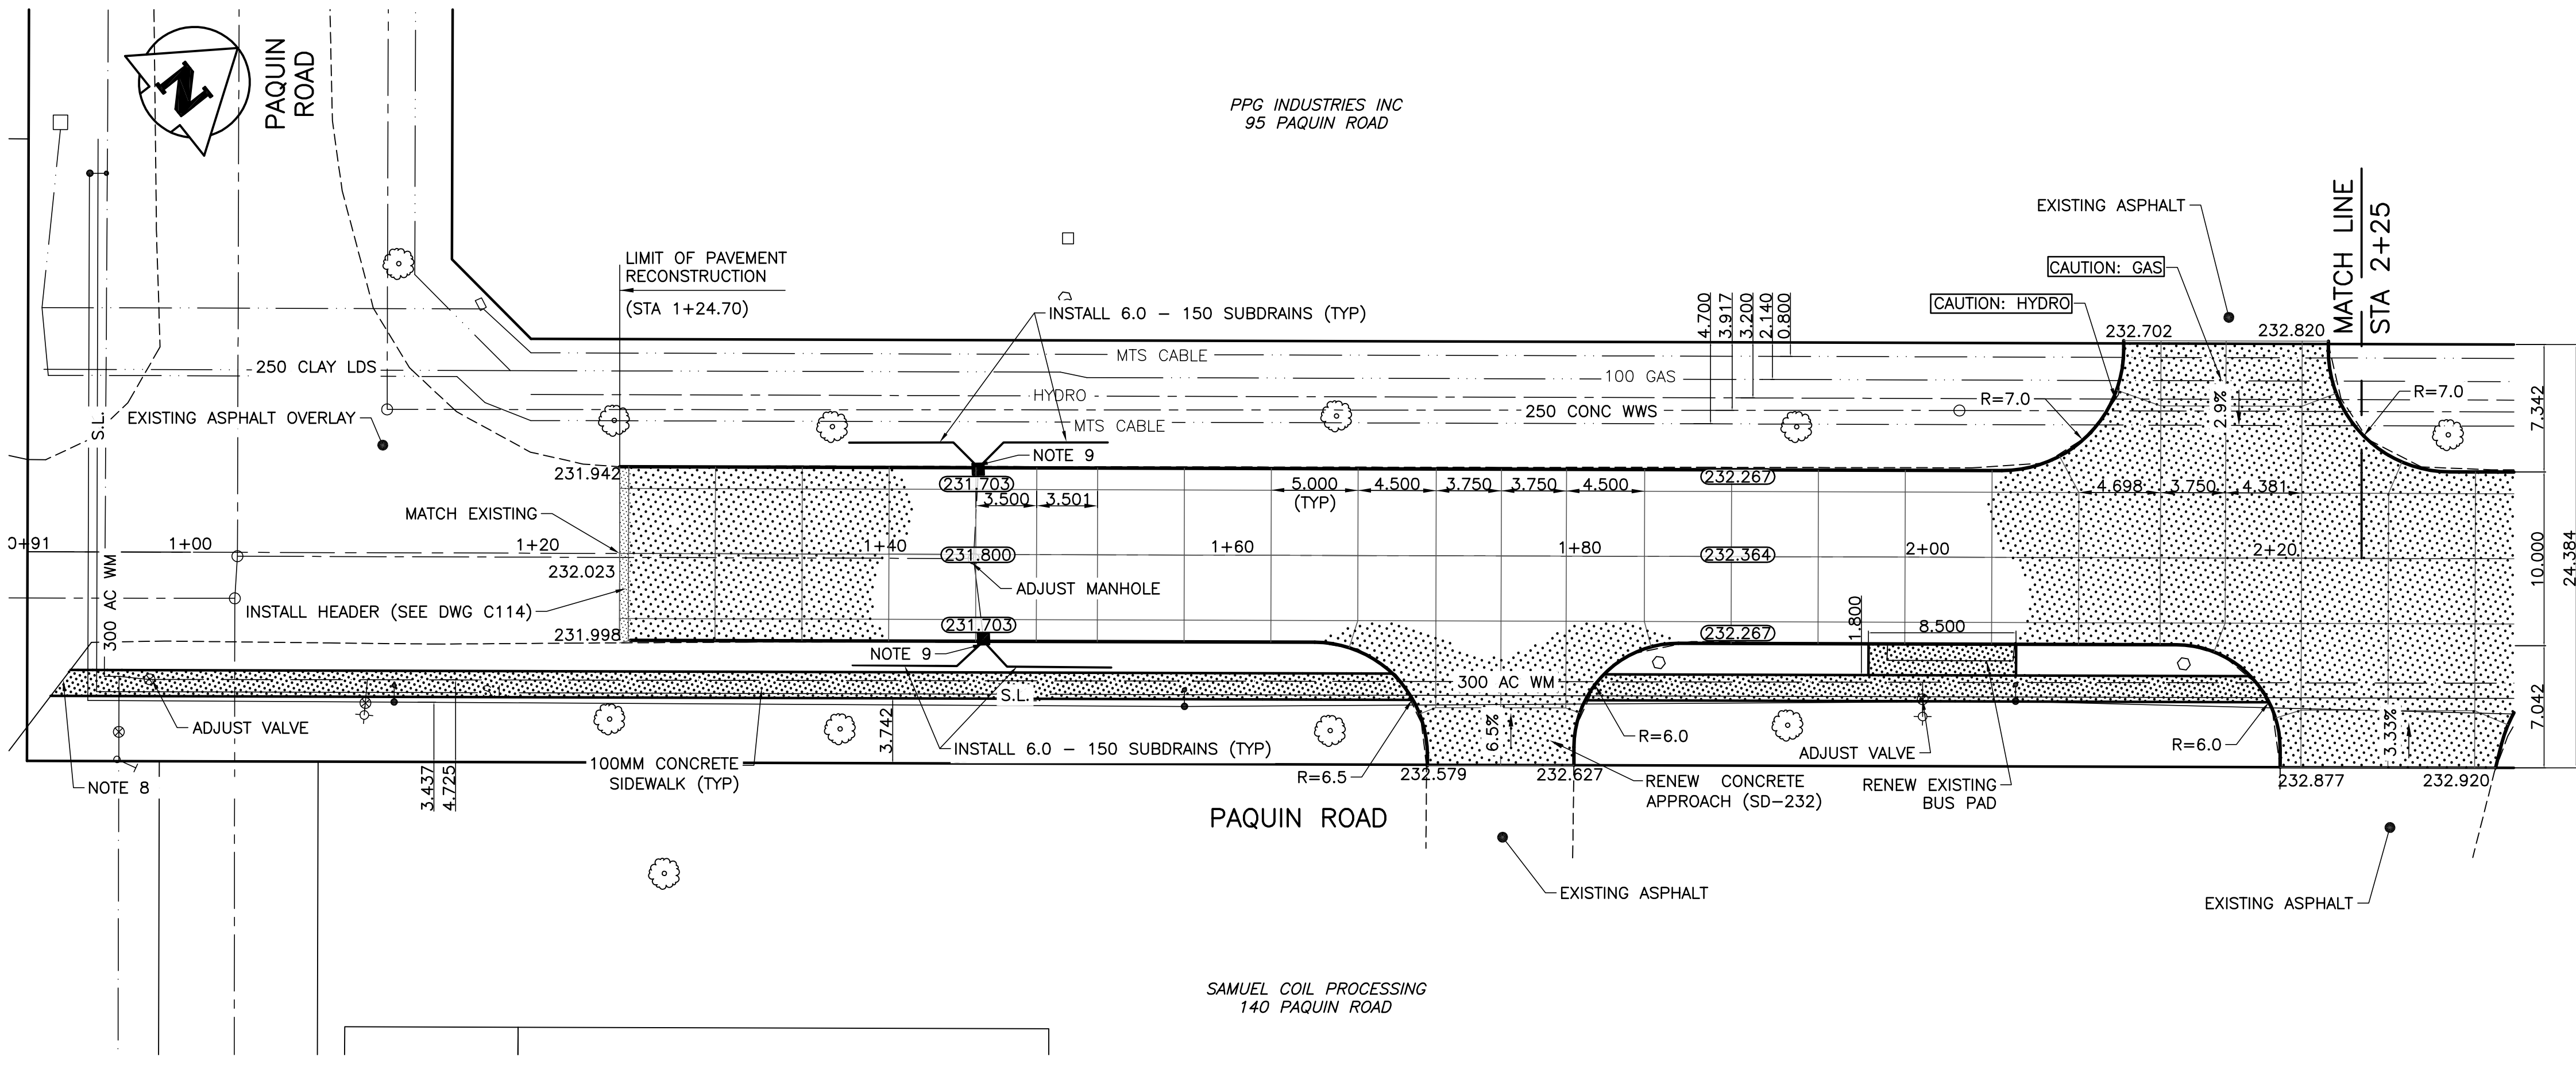 N
PAQUIN
ROAD
PPG INDUSTRIES INC
95 PAQUIN ROAD
LIMIT OF PAVEMENT
RECONSTRUCTION
(STA 1+24.70)
INSTALL 6.0 - 150 SUBDRAINS (TYP)
4.700
3.917
3.200
2.140
0.800
EXISTING ASPHALT
CAUTION: GAS
CAUTION: HYDRO
MATCH LINE
STA 2+25
232.702
232.820
250 CLAY LDS
MTS CABLE
100 GAS
HYDRO
250 CONC WWS
MTS CABLE
R=7.0
2.9%
R=7.0
7.342
S.L.
EXISTING ASPHALT OVERLAY
NOTE 9
231.942
231.703
3.500
3.501
5.000
(TYP)
4.500
3.750
3.750
4.500
232.267
4.698
3.750
4.381
MATCH EXISTING
0+91
1+00
1+20
1+40
231.800
1+60
1+80
232.364
2+00
2+20
10.000
24.384
300 AC WM
232.023
ADJUST MANHOLE
INSTALL HEADER (SEE DWG C114)
231.998
231.703
232.267
1.800
8.500
NOTE 9
300 AC WM
S.L.
S.L.
7.042
ADJUST VALVE
3.742
6.5%
R=6.0
3.33%
R=6.0
INSTALL 6.0 - 150 SUBDRAINS (TYP)
ADJUST VALVE
100MM CONCRETE
SIDEWALK (TYP)
NOTE 8
3.437
4.725
R=6.5
232.579
232.627
RENEW CONCRETE
APPROACH (SD-232)
RENEW EXISTING
BUS PAD
232.877
232.920
PAQUIN ROAD
EXISTING ASPHALT
EXISTING ASPHALT
SAMUEL COIL PROCESSING
140 PAQUIN ROAD